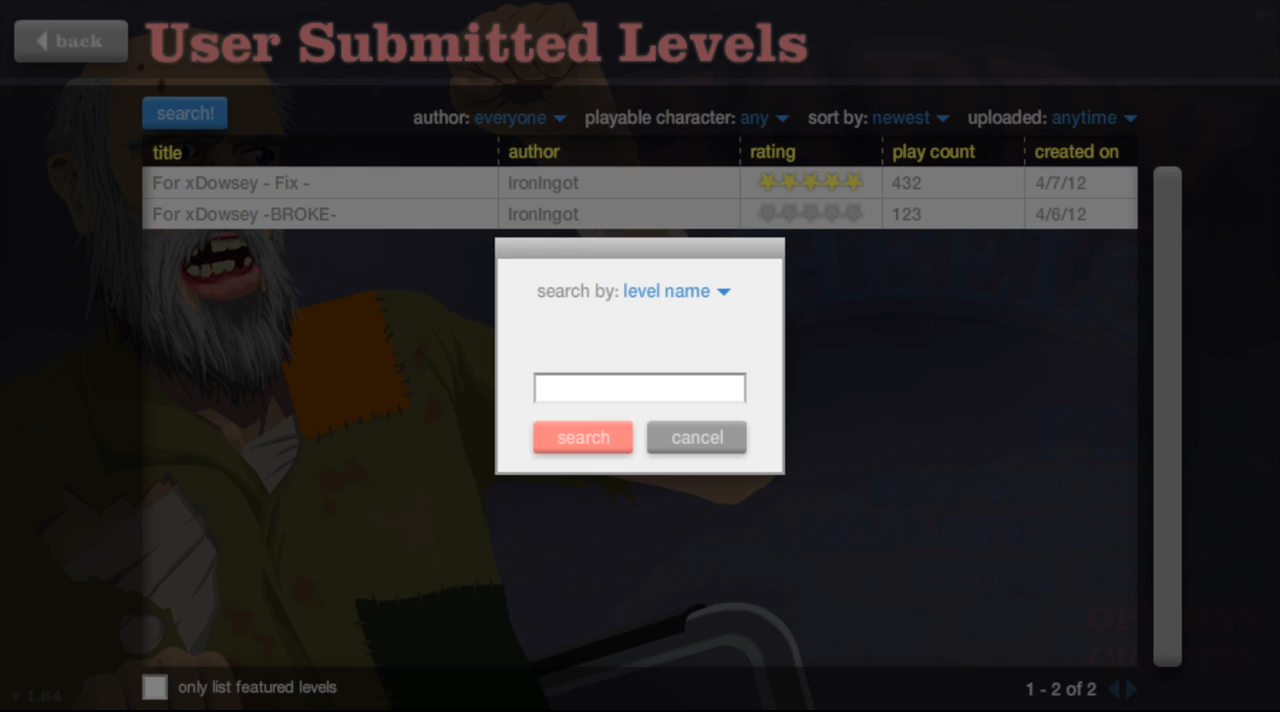 back
User Submitted Levels
search!
author: everyone playable character: any sort by: newest uploaded: anytime
title author rating play count created on
For xDowsey - Fix - IronIngot 432 4/7/12
For xDowsey -BROKE- IronIngot 123 4/6/12
search by: level name
search cancel
only list featured levels
1 - 2 of 2
v 1.64